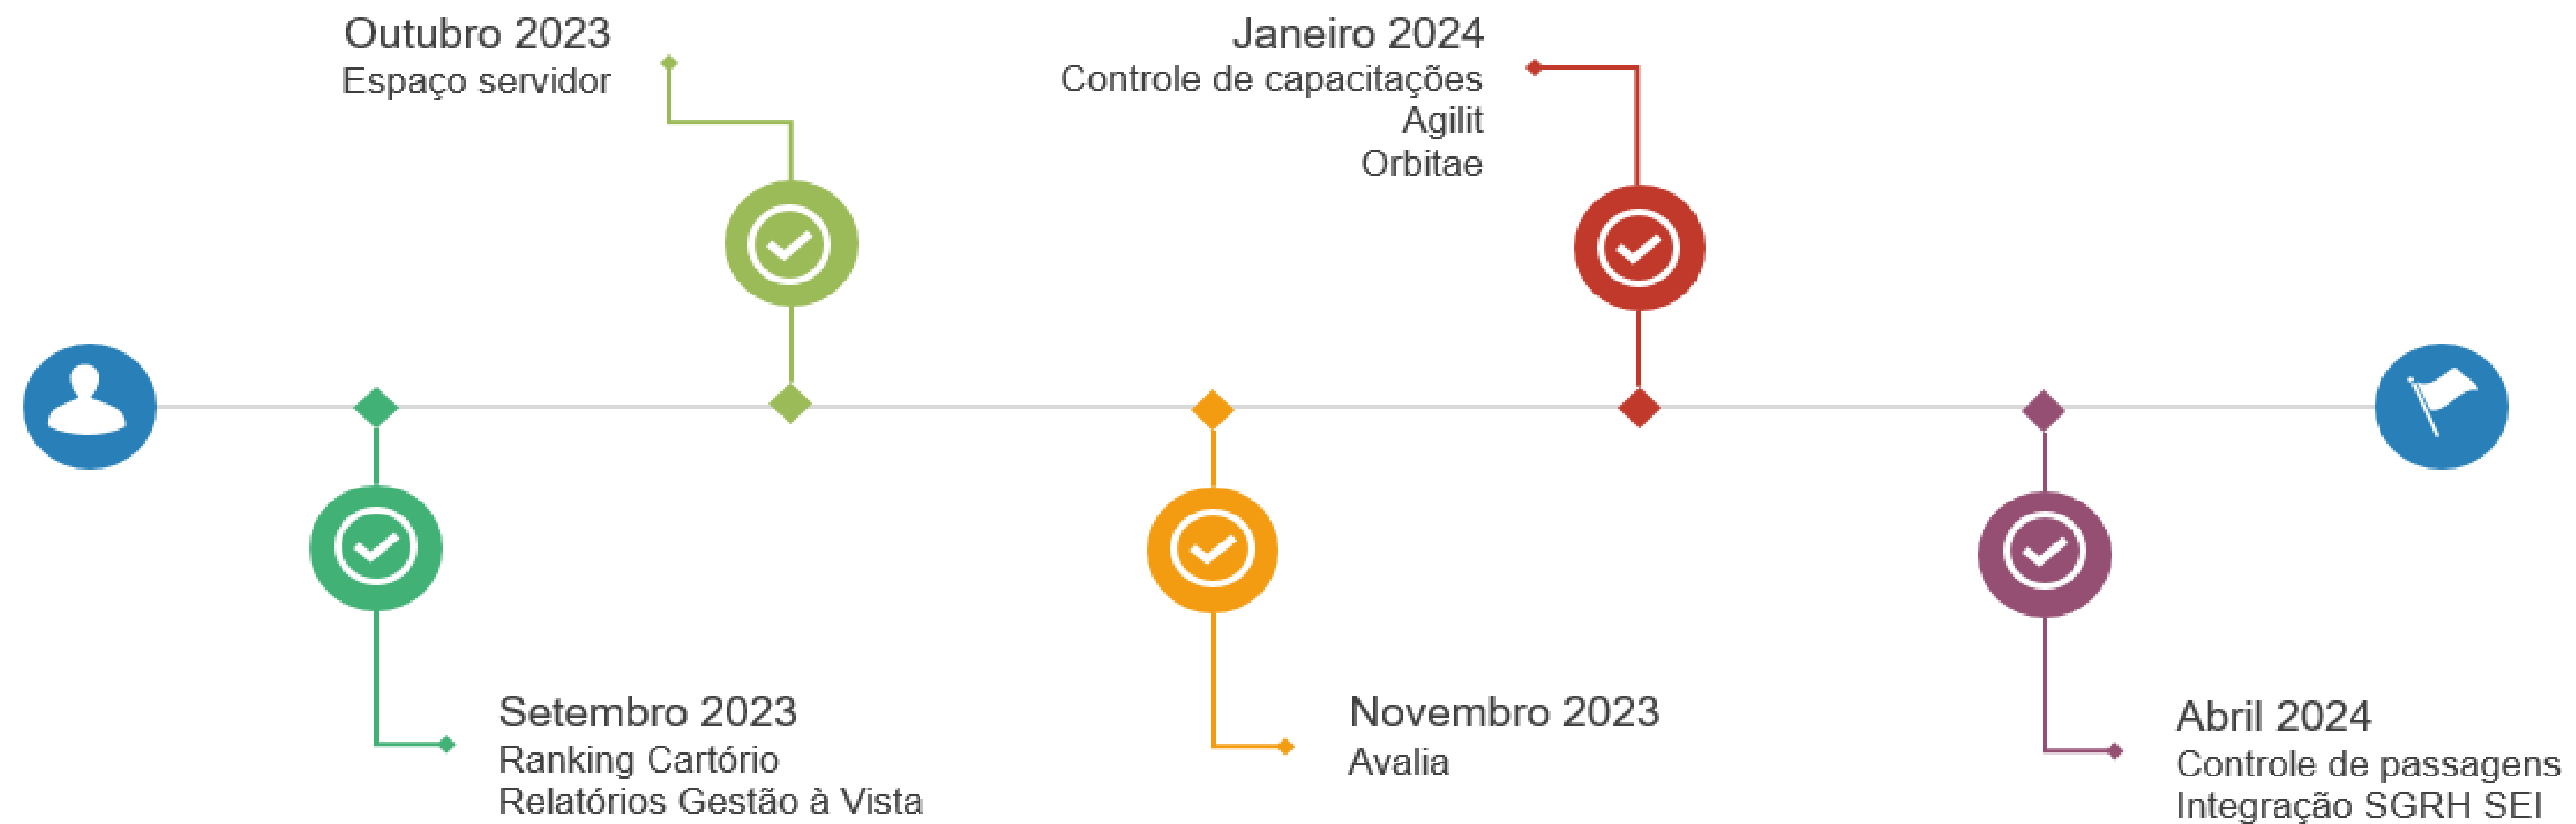 Outubro 2023
Espaço servidor
Janeiro 2024
Controle de capacitações
Agilit
Orbitae
Setembro 2023
Ranking Cartório
Relatórios Gestão à Vista
Novembro 2023
Avalia
Abril 2024
Controle de passagens
Integração SGRH SEI